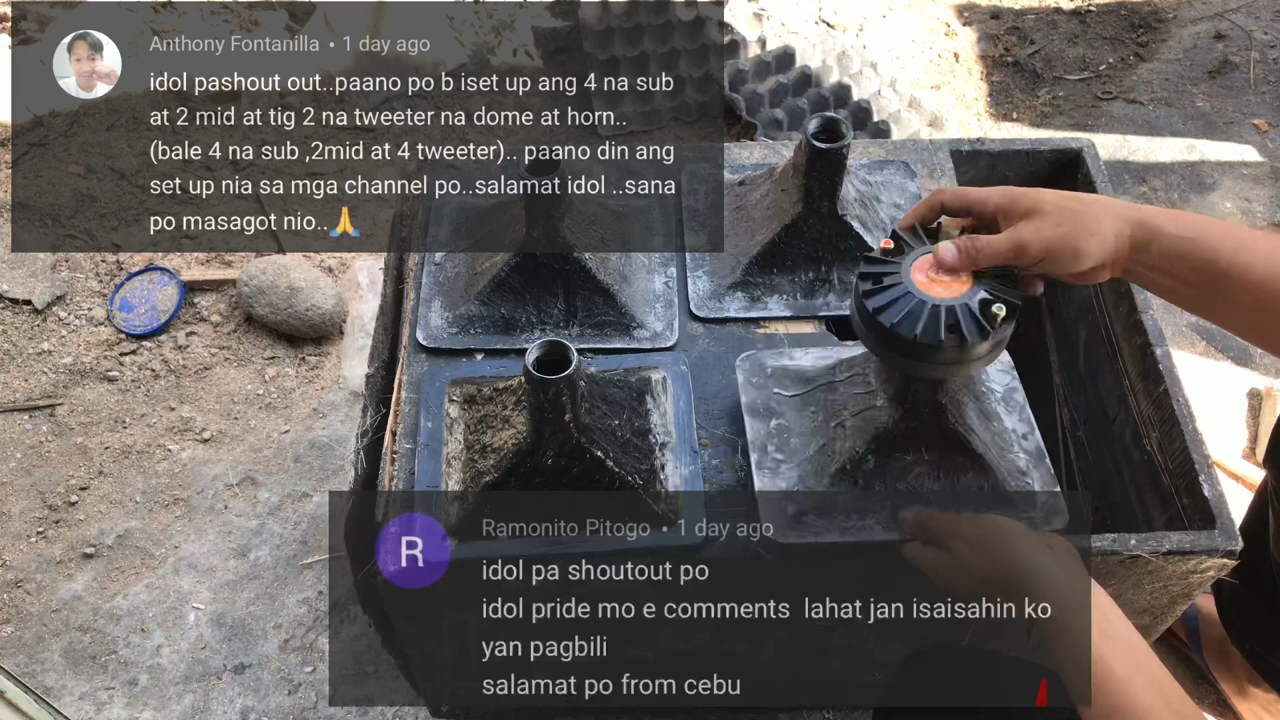 Anthony Fontanilla • 1 day ago
idol pashout out..paano po b iset up ang 4 na sub
at 2 mid at tig 2 na tweeter na dome at horn..
(bale 4 na sub ,2mid at 4 tweeter).. paano din ang
set up nia sa mga channel po..salamat idol ..sana
po masagot nio..🙏
R
Ramonito Pitogo • 1 day ago
idol pa shoutout po
idol pride mo e comments lahat jan isaisahin ko
yan pagbili
salamat po from cebu